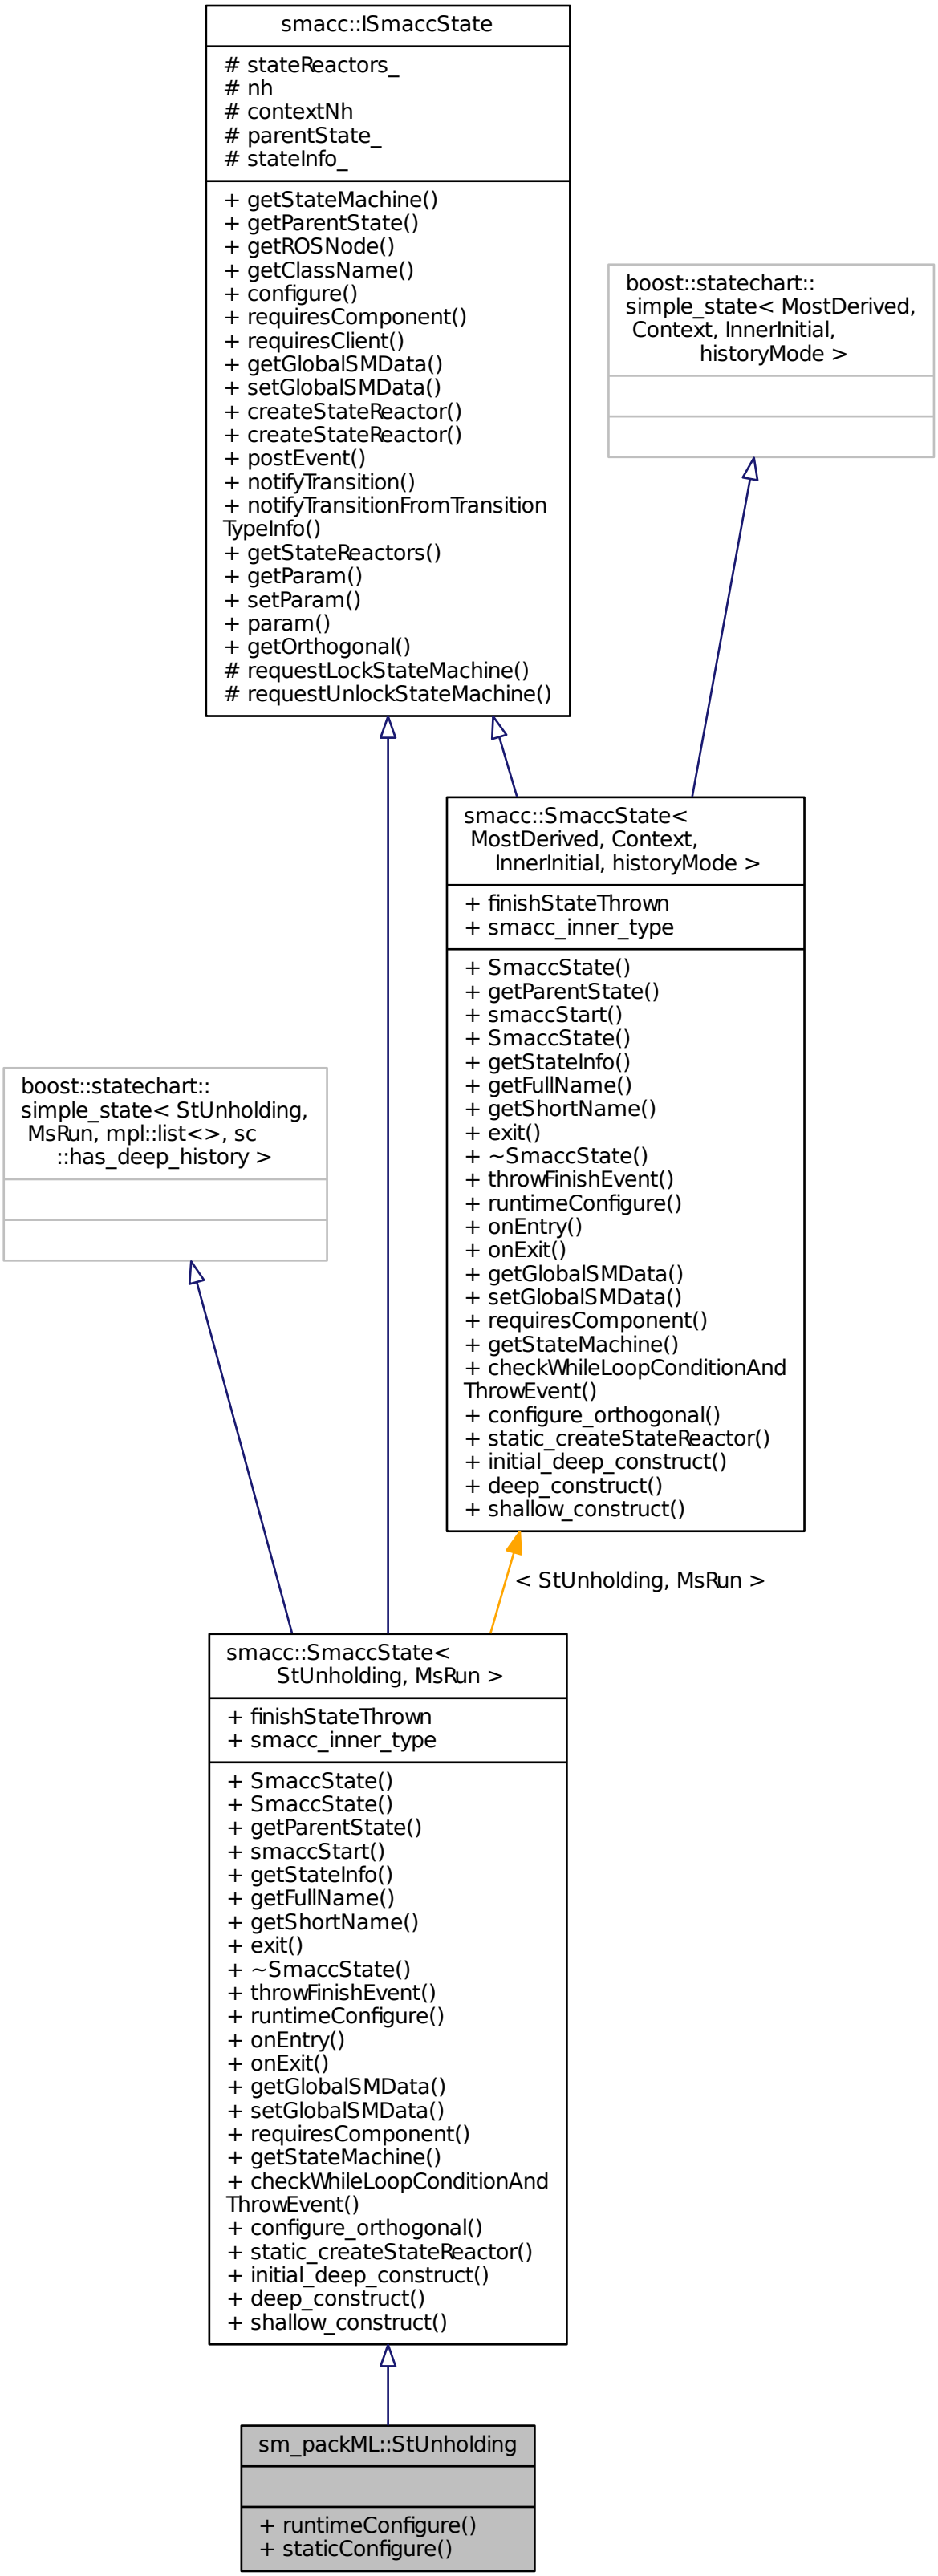 smacc::ISmaccState
# stateReactors_
# nh
# contextNh
# parentState_
# stateInfo_
+ getStateMachine()
+ getParentState()
+ getROSNode()
+ getClassName()
+ configure()
+ requiresComponent()
+ requiresClient()
+ getGlobalSMData()
+ setGlobalSMData()
+ createStateReactor()
+ createStateReactor()
+ postEvent()
+ notifyTransition()
+ notifyTransitionFromTransition
TypeInfo()
+ getStateReactors()
+ getParam()
+ setParam()
+ param()
+ getOrthogonal()
# requestLockStateMachine()
# requestUnlockStateMachine()
boost::statechart::
simple_state< MostDerived,
Context, InnerInitial,
historyMode >
smacc::SmaccState<
MostDerived, Context,
InnerInitial, historyMode >
+ finishStateThrown
+ smacc_inner_type
+ SmaccState()
+ getParentState()
+ smaccStart()
+ SmaccState()
+ getStateInfo()
+ getFullName()
+ getShortName()
+ exit()
+ ~SmaccState()
+ throwFinishEvent()
+ runtimeConfigure()
+ onEntry()
+ onExit()
+ getGlobalSMData()
+ setGlobalSMData()
+ requiresComponent()
+ getStateMachine()
+ checkWhileLoopConditionAnd
ThrowEvent()
+ configure_orthogonal()
+ static_createStateReactor()
+ initial_deep_construct()
+ deep_construct()
+ shallow_construct()
boost::statechart::
simple_state< StUnholding,
MsRun, mpl::list<>, sc
::has_deep_history >
< StUnholding, MsRun >
smacc::SmaccState<
StUnholding, MsRun >
+ finishStateThrown
+ smacc_inner_type
+ SmaccState()
+ SmaccState()
+ getParentState()
+ smaccStart()
+ getStateInfo()
+ getFullName()
+ getShortName()
+ exit()
+ ~SmaccState()
+ throwFinishEvent()
+ runtimeConfigure()
+ onEntry()
+ onExit()
+ getGlobalSMData()
+ setGlobalSMData()
+ requiresComponent()
+ getStateMachine()
+ checkWhileLoopConditionAnd
ThrowEvent()
+ configure_orthogonal()
+ static_createStateReactor()
+ initial_deep_construct()
+ deep_construct()
+ shallow_construct()
sm_packML::StUnholding
+ runtimeConfigure()
+ staticConfigure()